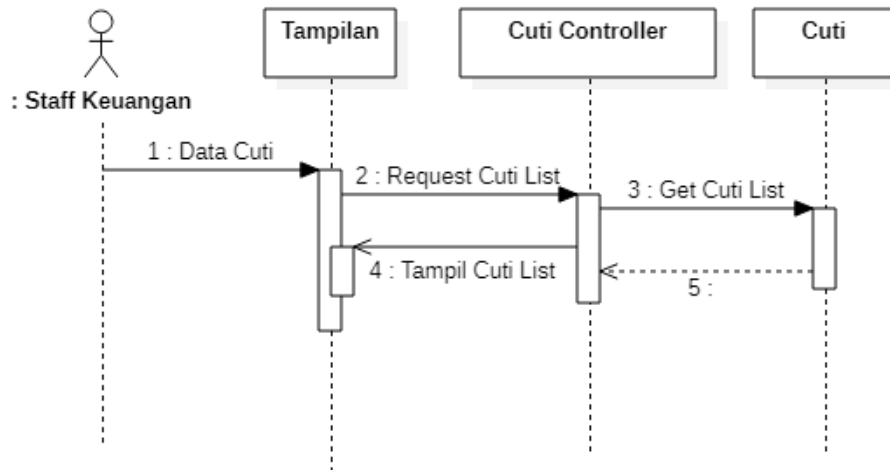 Tampilan
Cuti Controller
Cuti
: Staff Keuangan
1 : Data Cuti
2 : Request Cuti List
3 : Get Cuti List
4 : Tampil Cuti List
5 :